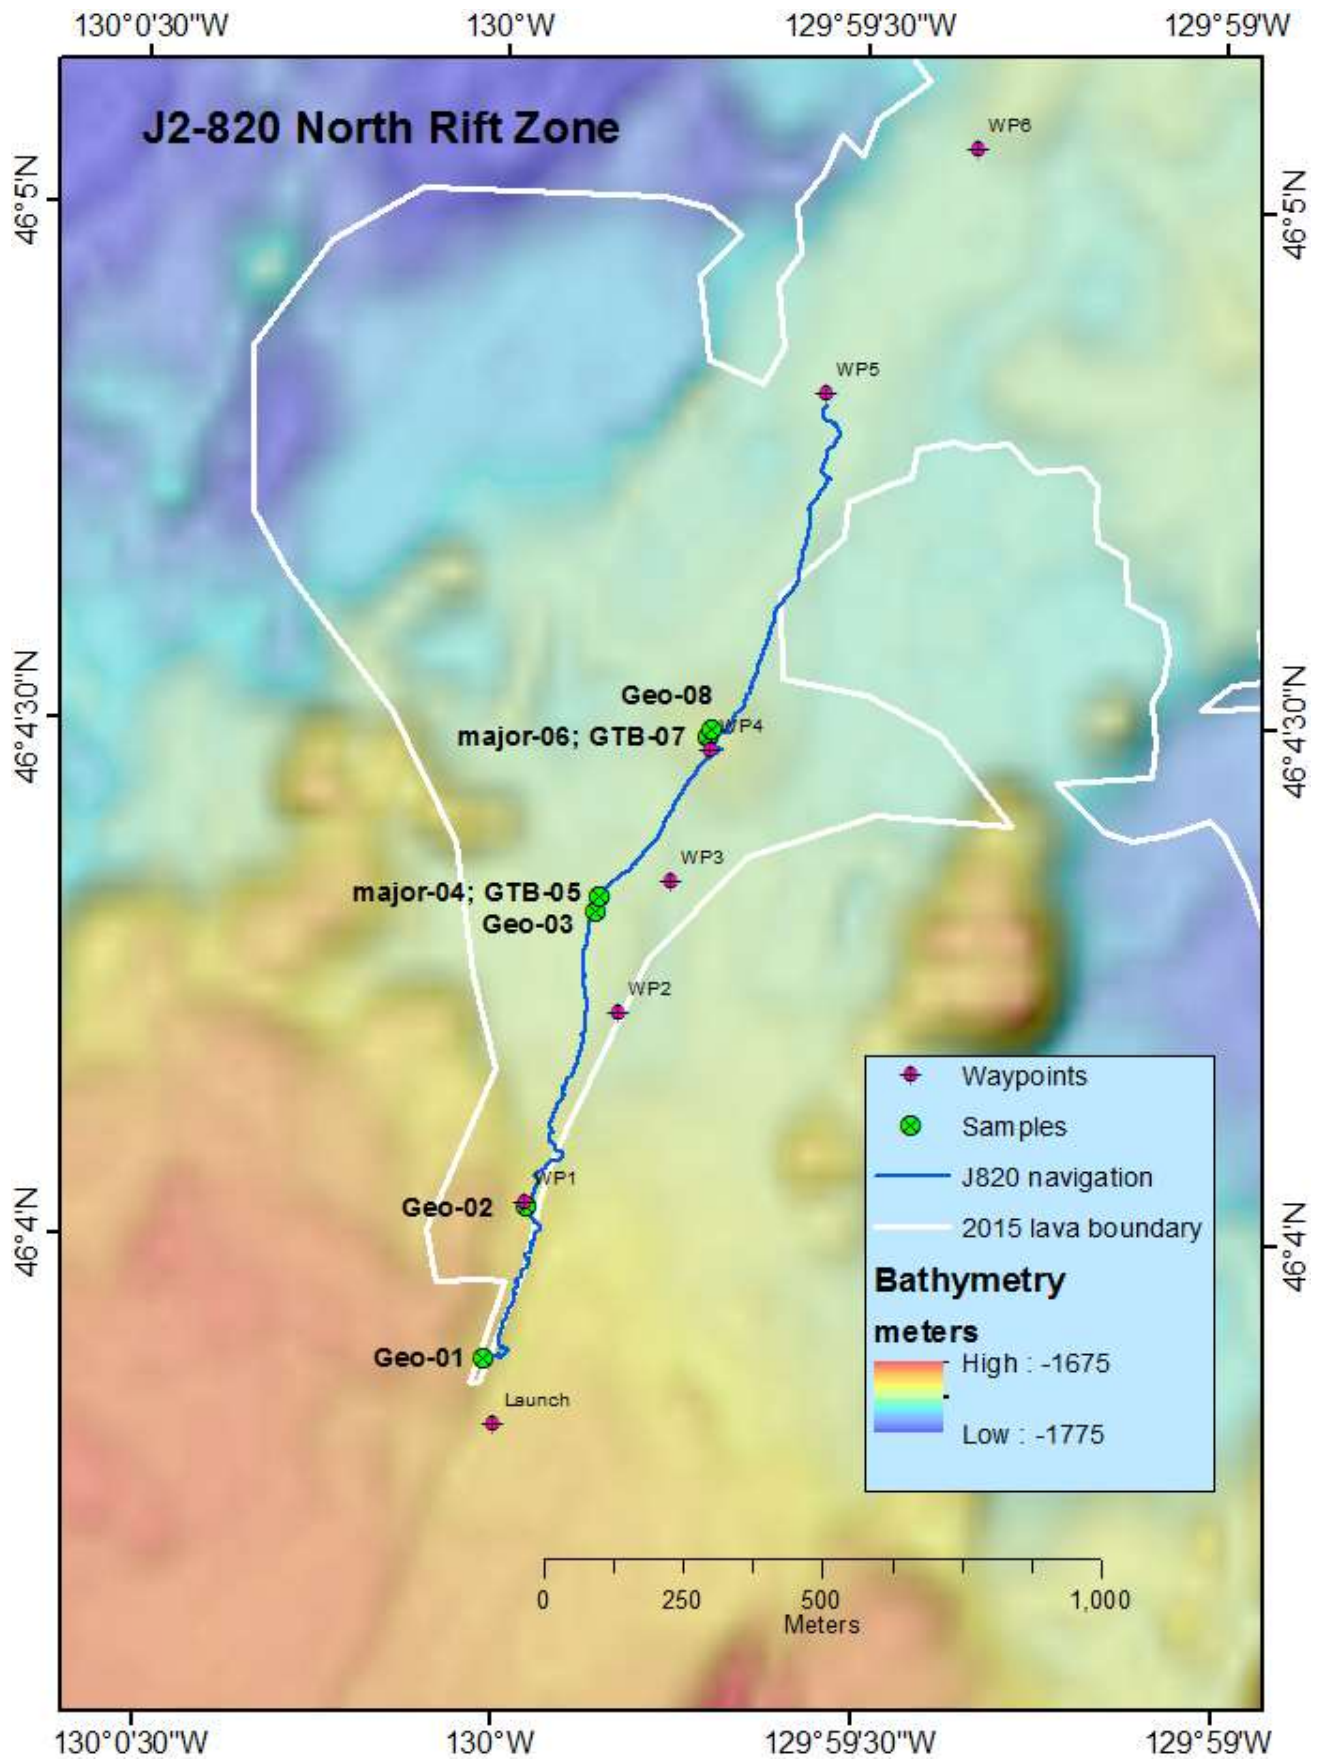 130°0'30"W 130°W 129°59'30"W 129°59'W
J2-820 North Rift Zone
WP6
46°5'N 46°5'N
WP5
46°4'30"N 46°4'30"N
Geo-08
WP4
major-06; GTB-07
WP3
major-04; GTB-05
Geo-03
WP2
WP1
Geo-02
46°4'N 46°4'N
Geo-01
Launch
Waypoints
Samples
J820 navigation
2015 lava boundary
Bathymetry
meters
High : -1675
Low : -1775
0 250 500 1,000
Meters
130°0'30"W 130°W 129°59'30"W 129°59'W